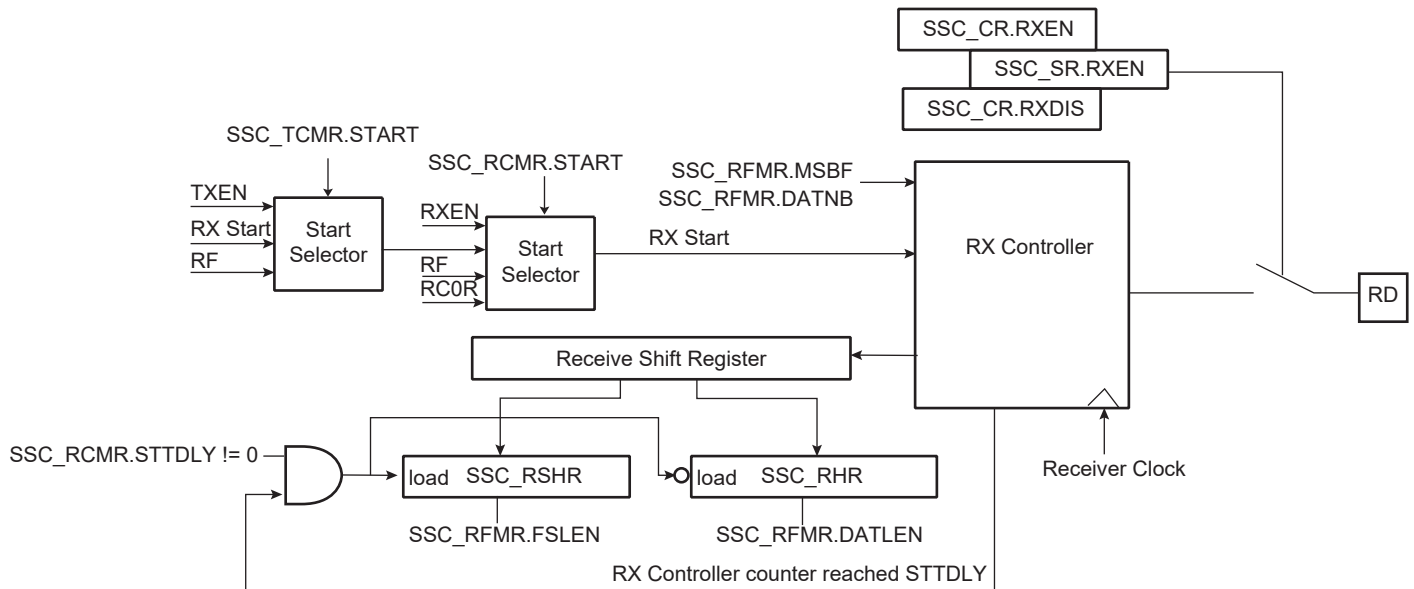 SSC_CR.RXEN
SSC_SR.RXEN
SSC_CR.RXDIS
SSC_TCMR.START
SSC_RCMR.START
SSC_RFMR.MSBF
SSC_RFMR.DATNB
TXEN
RX Start
RF
Start
Selector
RXEN
RF
RC0R
Start
Selector
RX Start
RX Controller
RD
Receive Shift Register
SSC_RCMR.STTDLY != 0
load SSC_RSHR
load SSC_RHR
Receiver Clock
SSC_RFMR.FSLEN
SSC_RFMR.DATLEN
RX Controller counter reached STTDLY